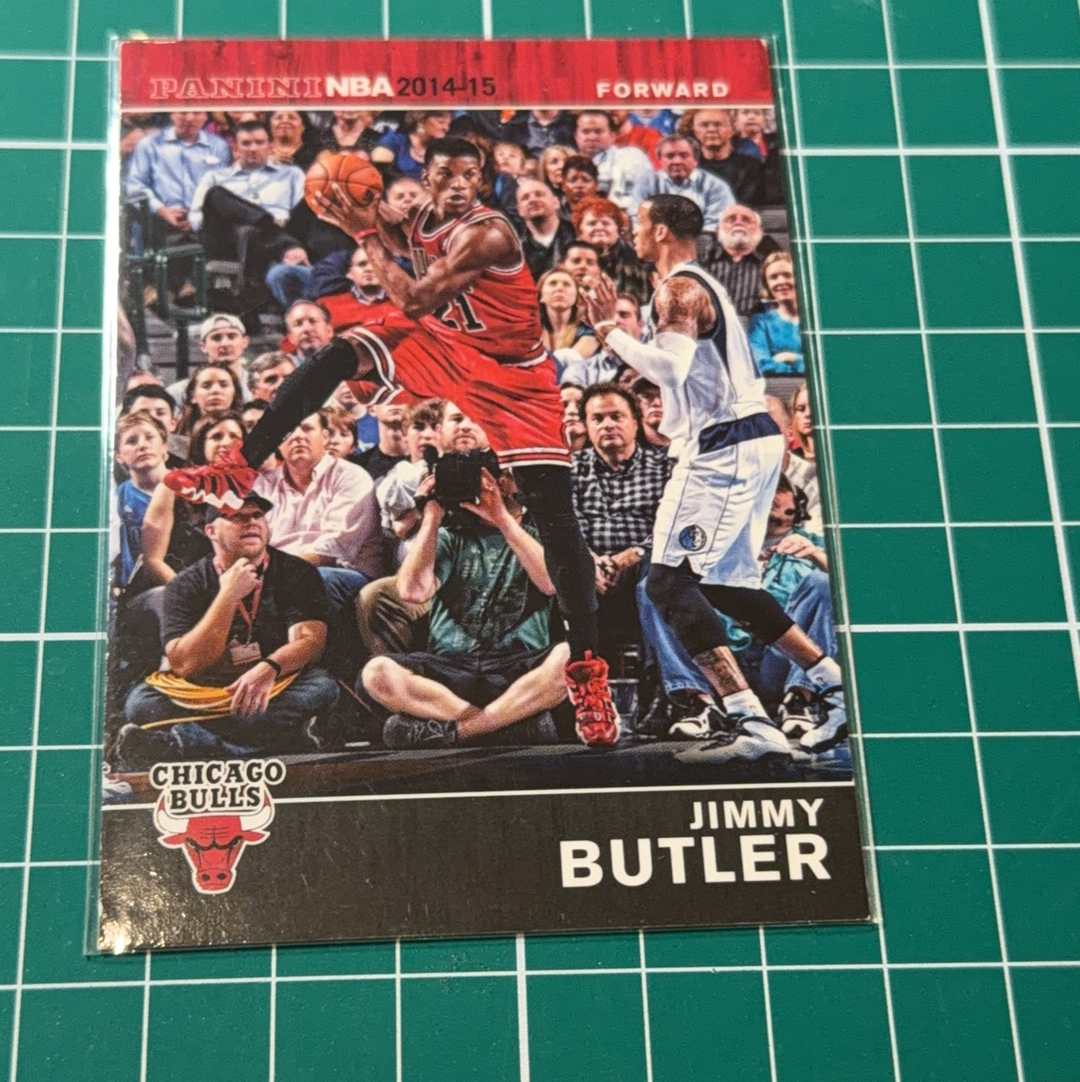 PANINI NBA 2014-15 FORWARD
21
CHICAGO
BULLS
JIMMY
BUTLER